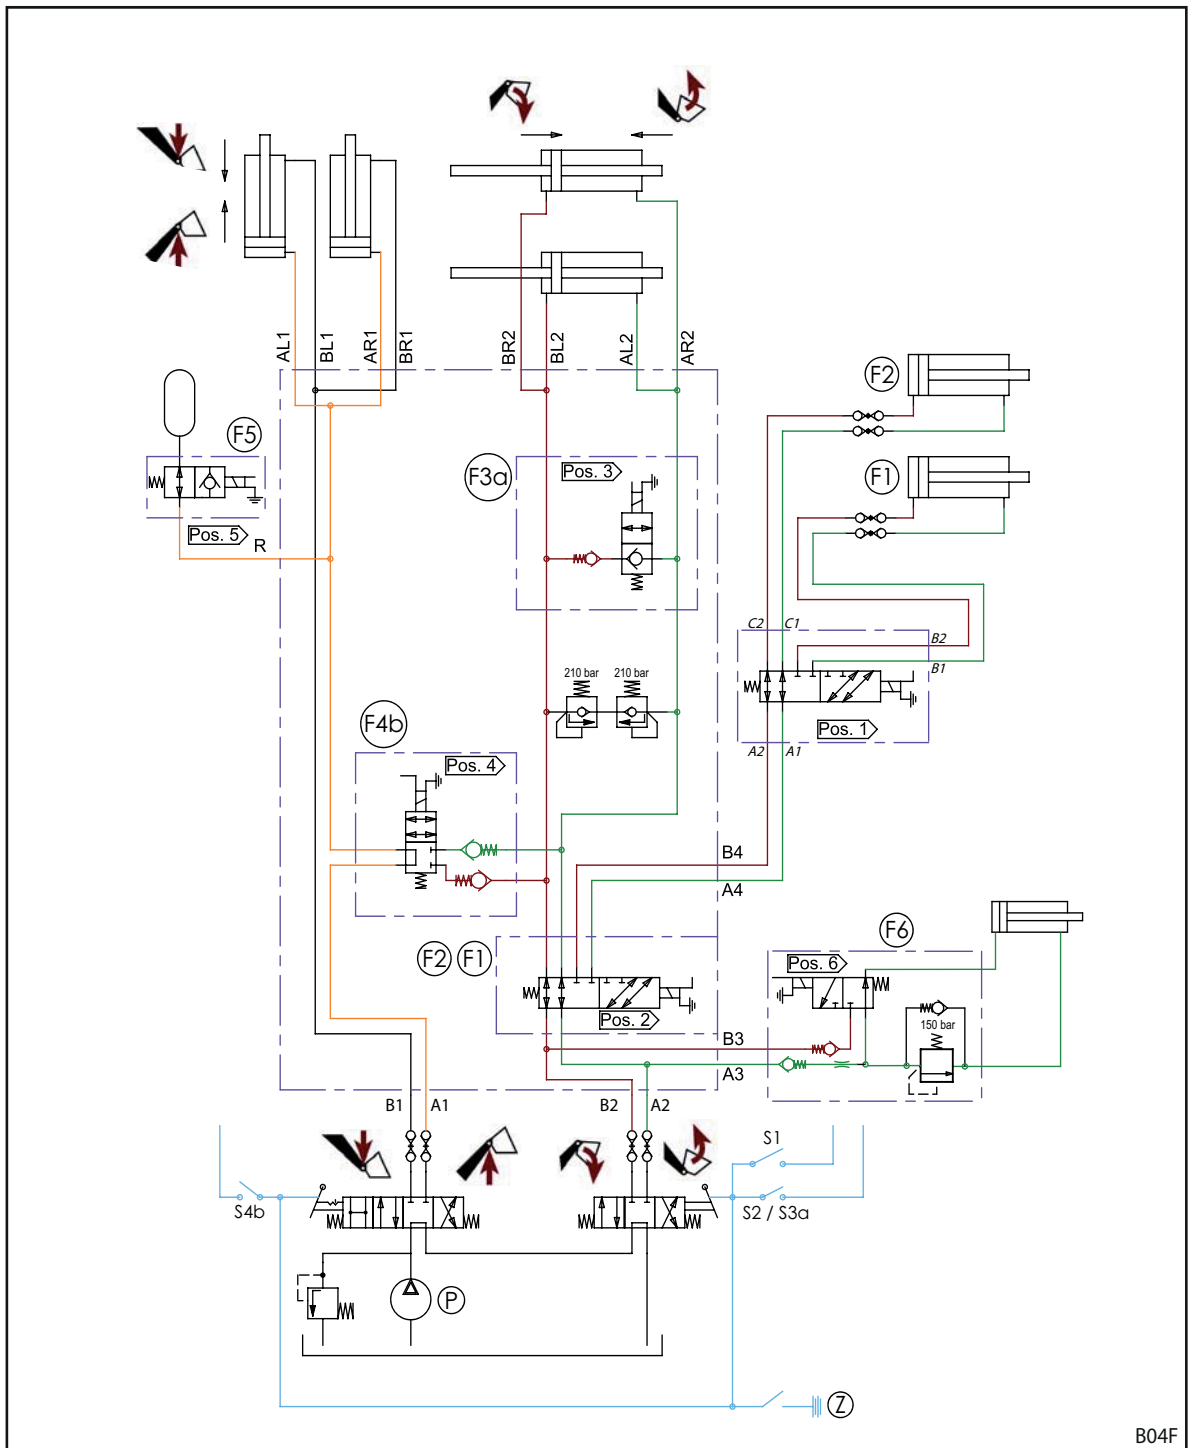 AL1
BL1
AR1
BR1
BR2
BL2
AL2
AR2
F2
F5
F3a
Pos. 3
F1
Pos. 5
R
C2
C1
B2
B1
210 bar
210 bar
F4b
Pos. 1
Pos. 4
A2
A1
B4
A4
F6
F2
F1
Pos. 6
Pos. 2
150 bar
B3
A3
B1
A1
B2
A2
S1
S4b
S2 / S3a
P
Z
B04F